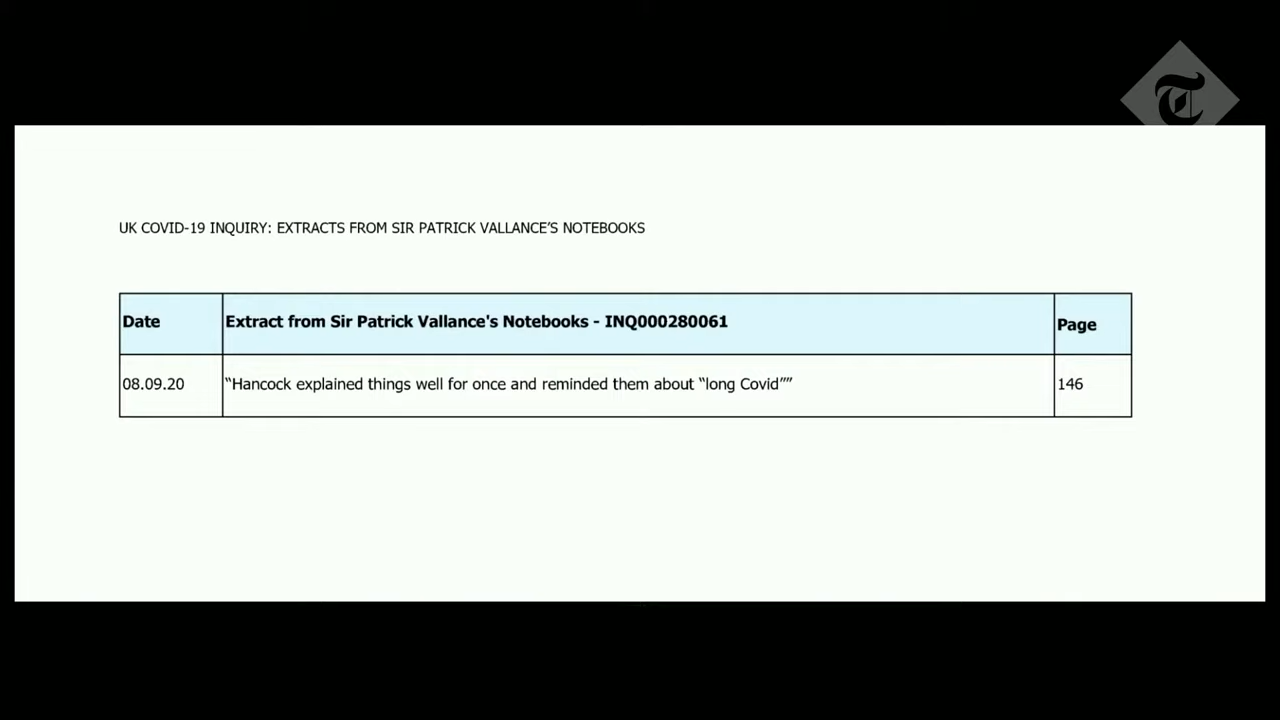 UK COVID-19 INQUIRY: EXTRACTS FROM SIR PATRICK VALLANCE’S NOTEBOOKS
Date Extract from Sir Patrick Vallance's Notebooks - INQ000280061 Page
08.09.20 “Hancock explained things well for once and reminded them about “long Covid”” 146